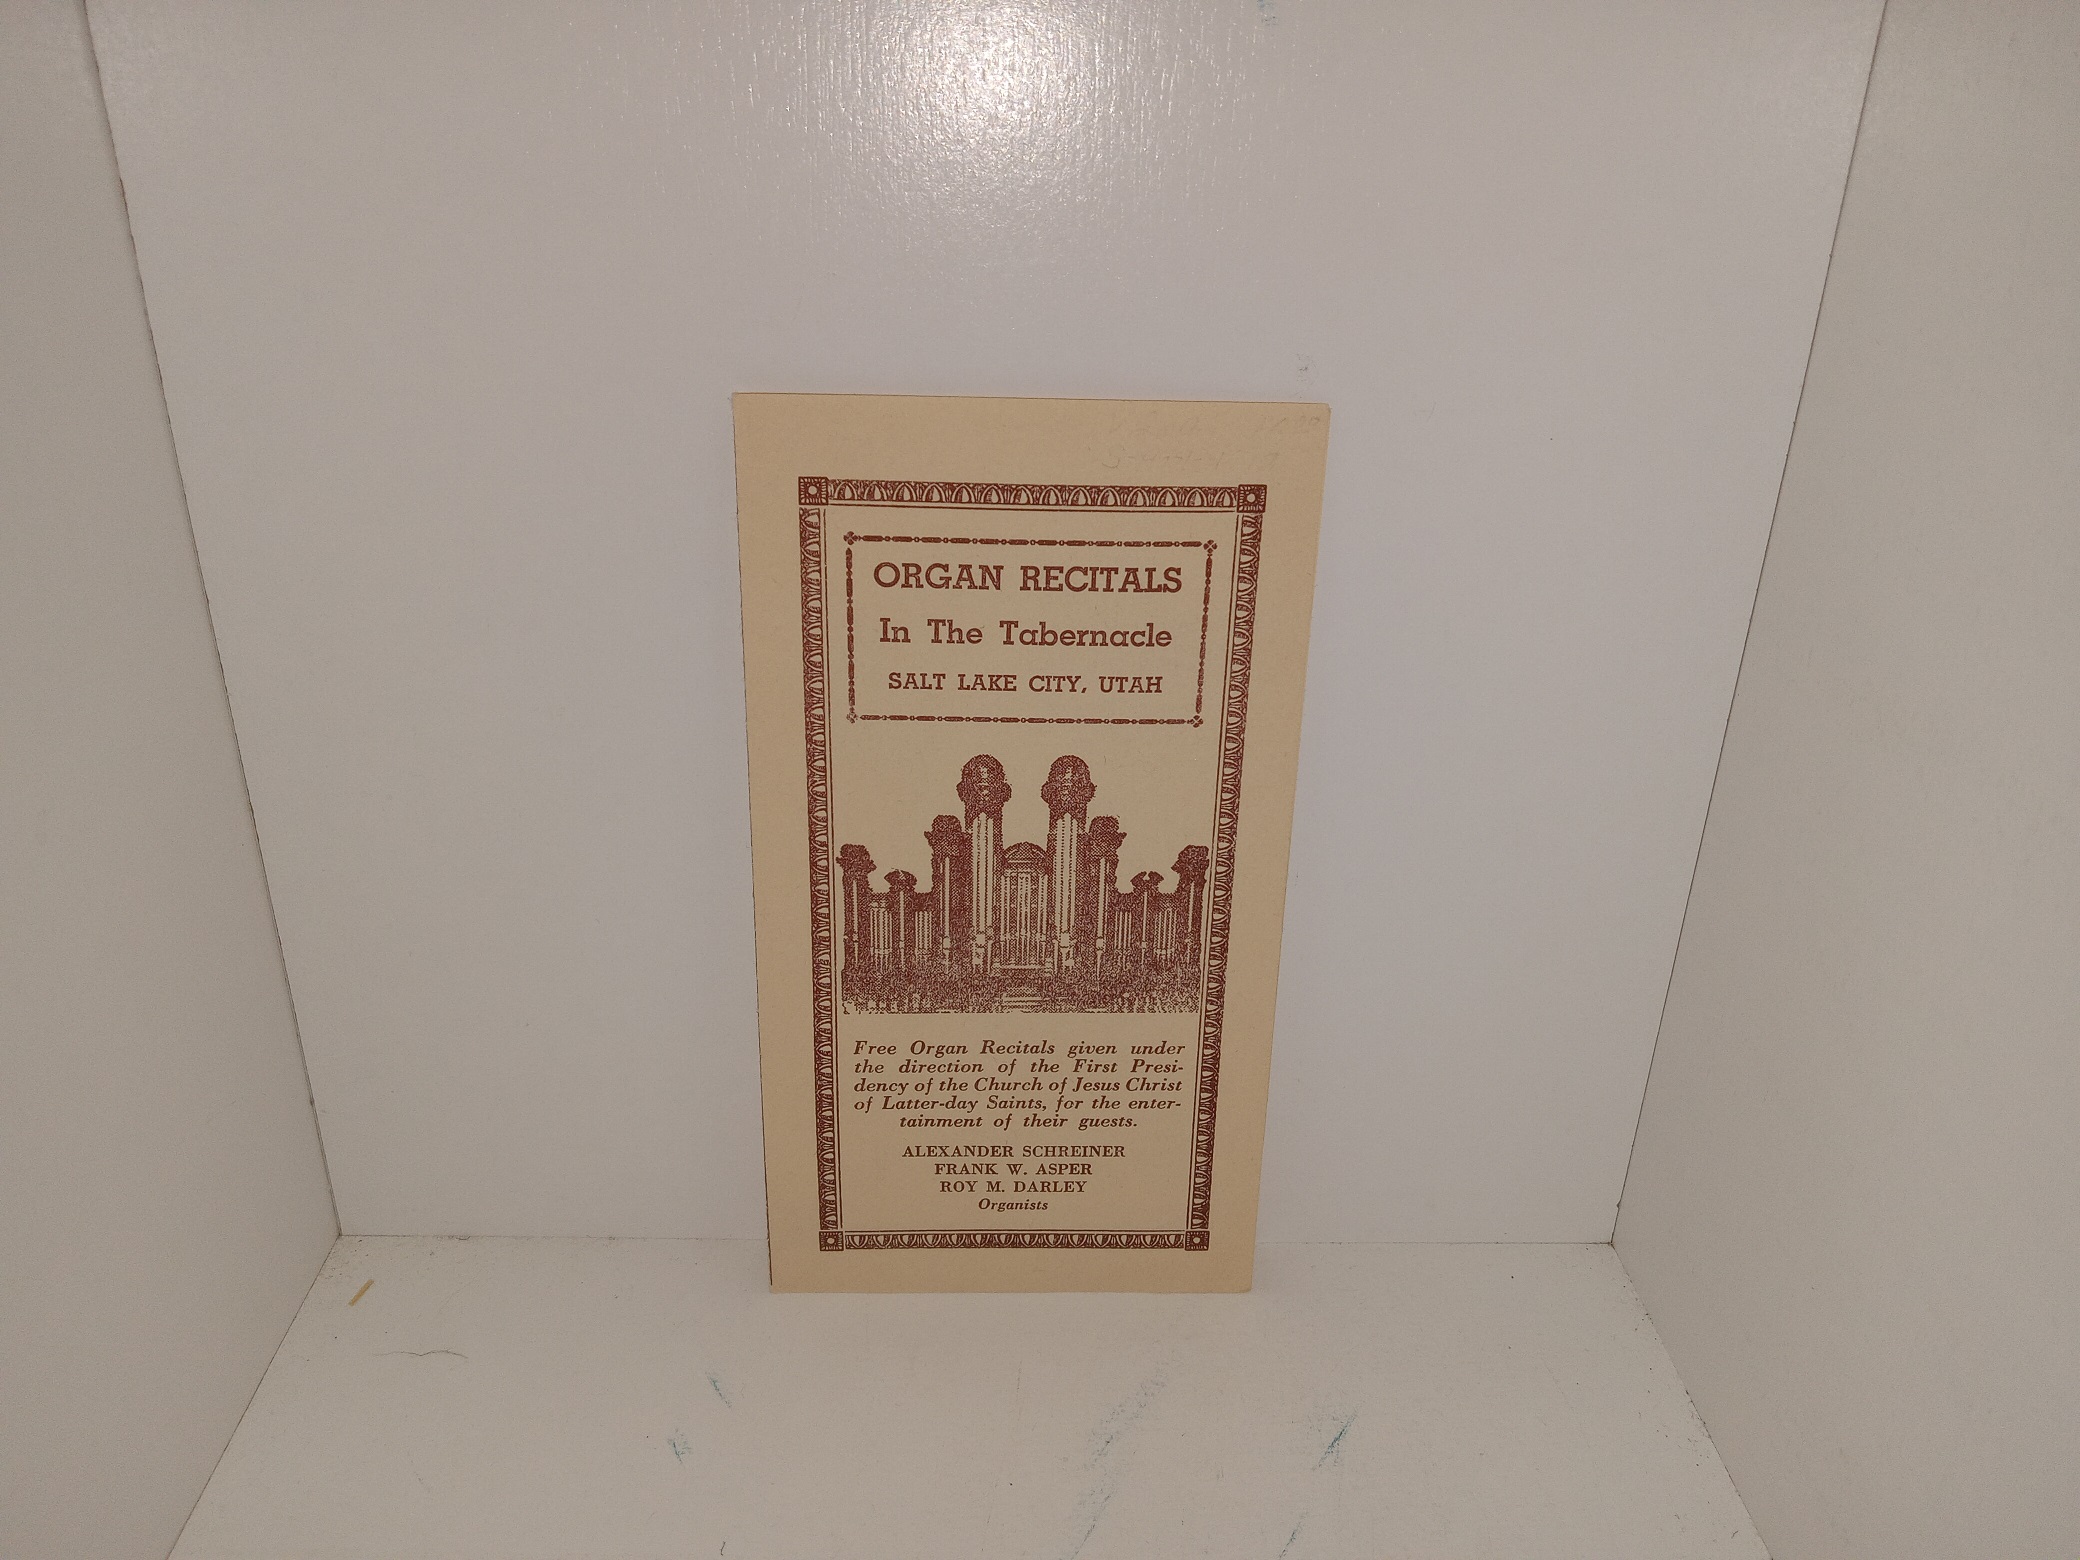 ORGAN RECITALS
In The Tabernacle
SALT LAKE CITY, UTAH
Free Organ Recitals given under
the direction of the First Presi-
dency of the Church of Jesus Christ
of Latter-day Saints, for the enter-
tainment of their guests.
ALEXANDER SCHREINER
FRANK W. ASPER
ROY M. DARLEY
Organists